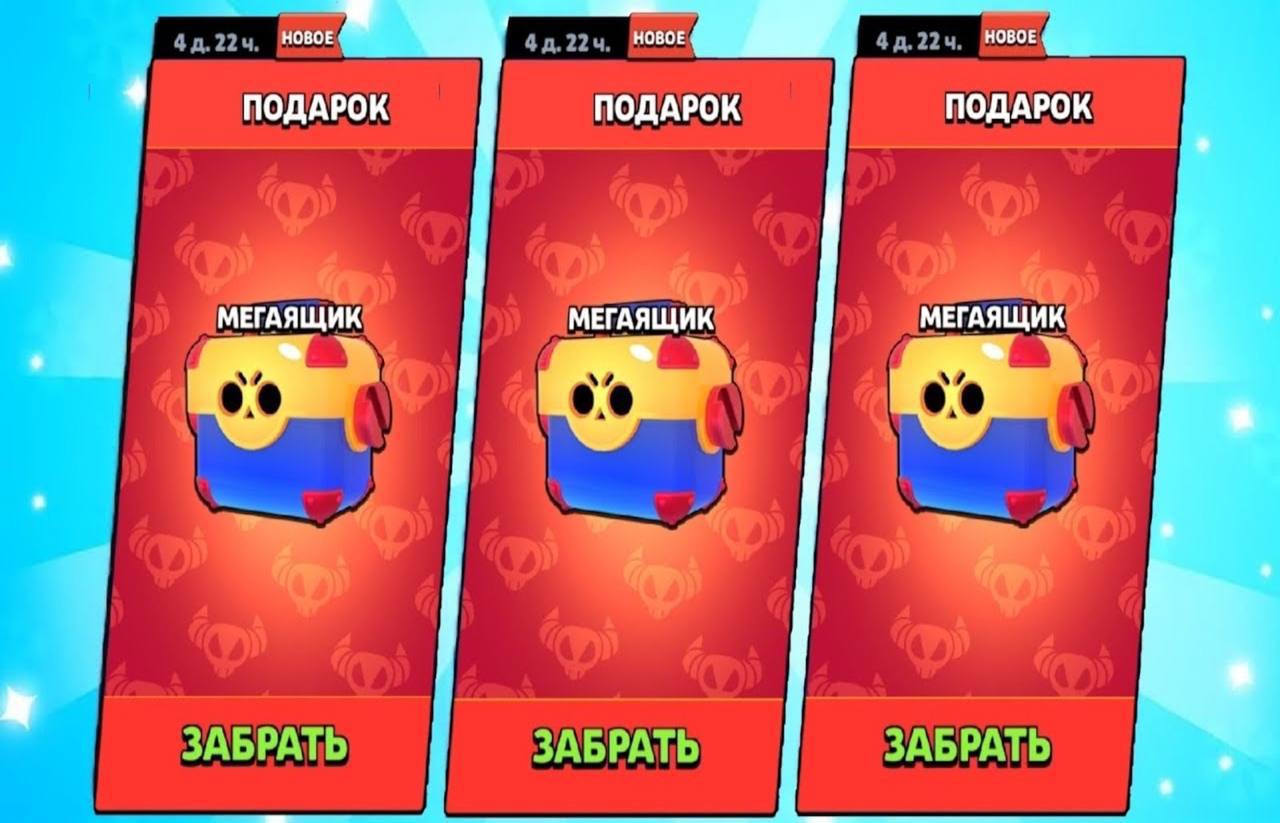 4 д. 22 ч. НОВОЕ
ПОДАРОК
МЕГАЯЩИК
ЗАБРАТЬ
4 д. 22 ч. НОВОЕ
ПОДАРОК
МЕГАЯЩИК
ЗАБРАТЬ
4 д. 22 ч. НОВОЕ
ПОДАРОК
МЕГАЯЩИК
ЗАБРАТЬ